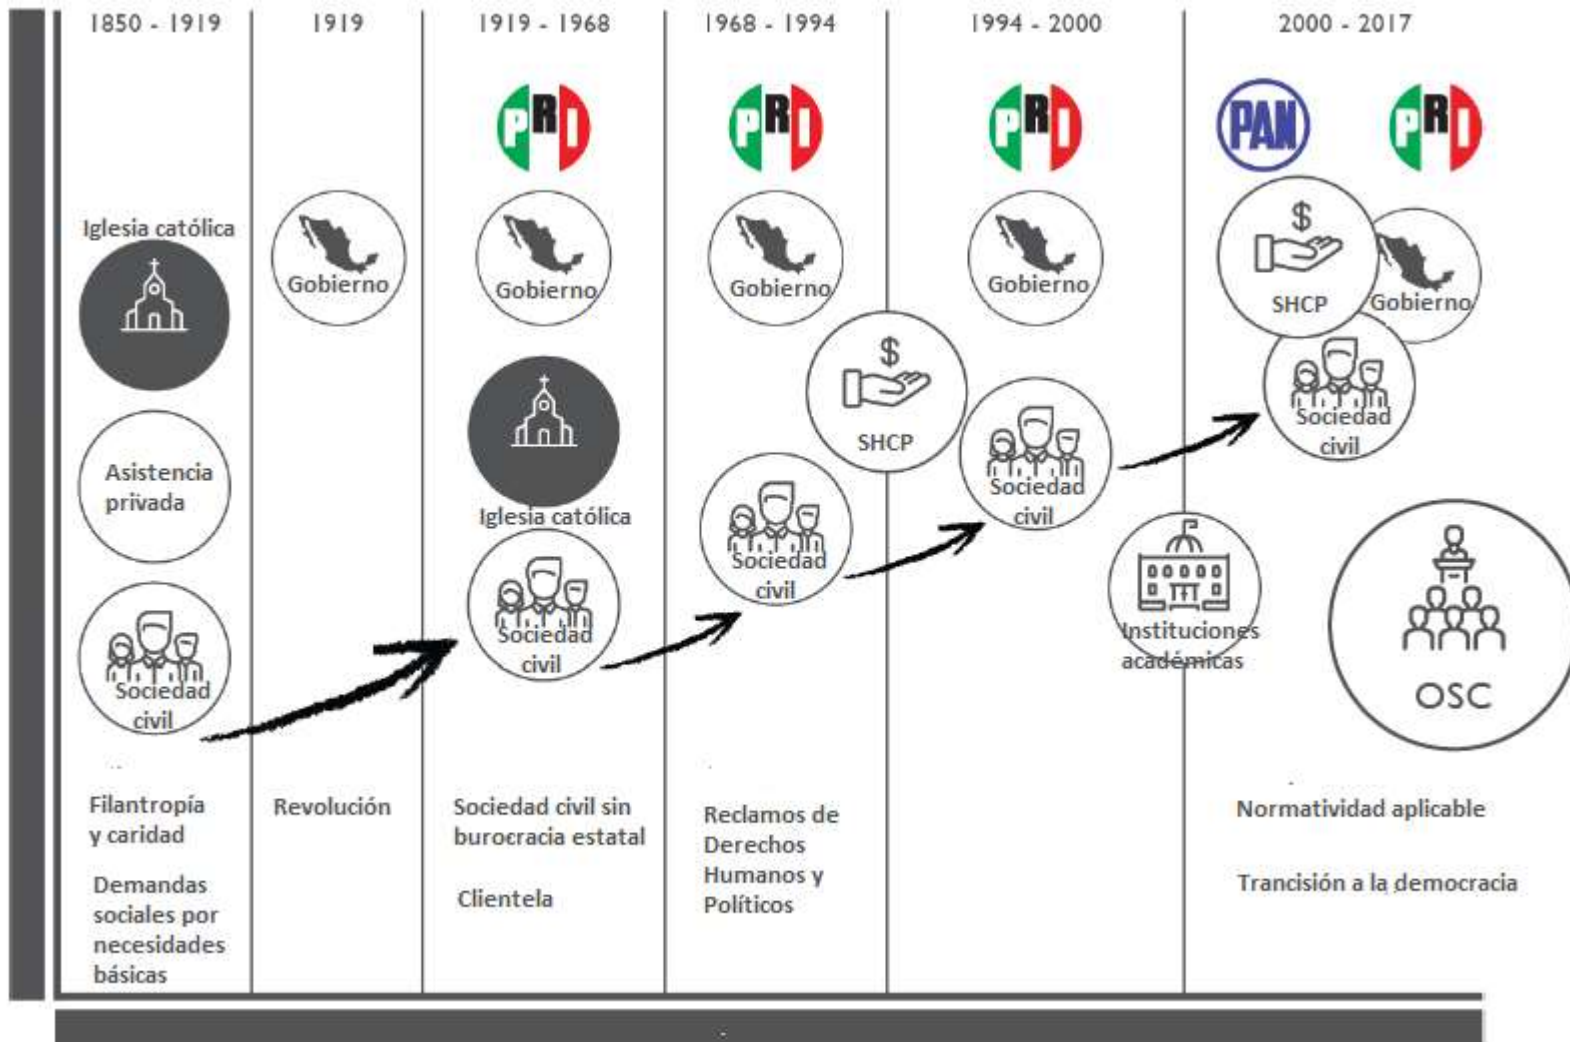 1850 - 1919
Iglesia católica
Asistencia
privada
Sociedad
civil
Filantropía
y caridad
Demandas
sociales por
necesidades
básicas
1919
Gobierno
Revolución
1919 - 1968
PRI
Gobierno
Iglesia católica
Sociedad
civil
Sociedad civil sin
burocracia estatal
Clientela
1968 - 1994
PRI
Gobierno
$
SHCP
Sociedad
civil
Reclamos de
Derechos
Humanos y
Políticos
1994 - 2000
PRI
Gobierno
Sociedad
civil
Instituciones
académicas
2000 - 2017
PAN
PRI
$
SHCP
Gobierno
Sociedad
civil
OSC
Normatividad aplicable
Trancisión a la democracia